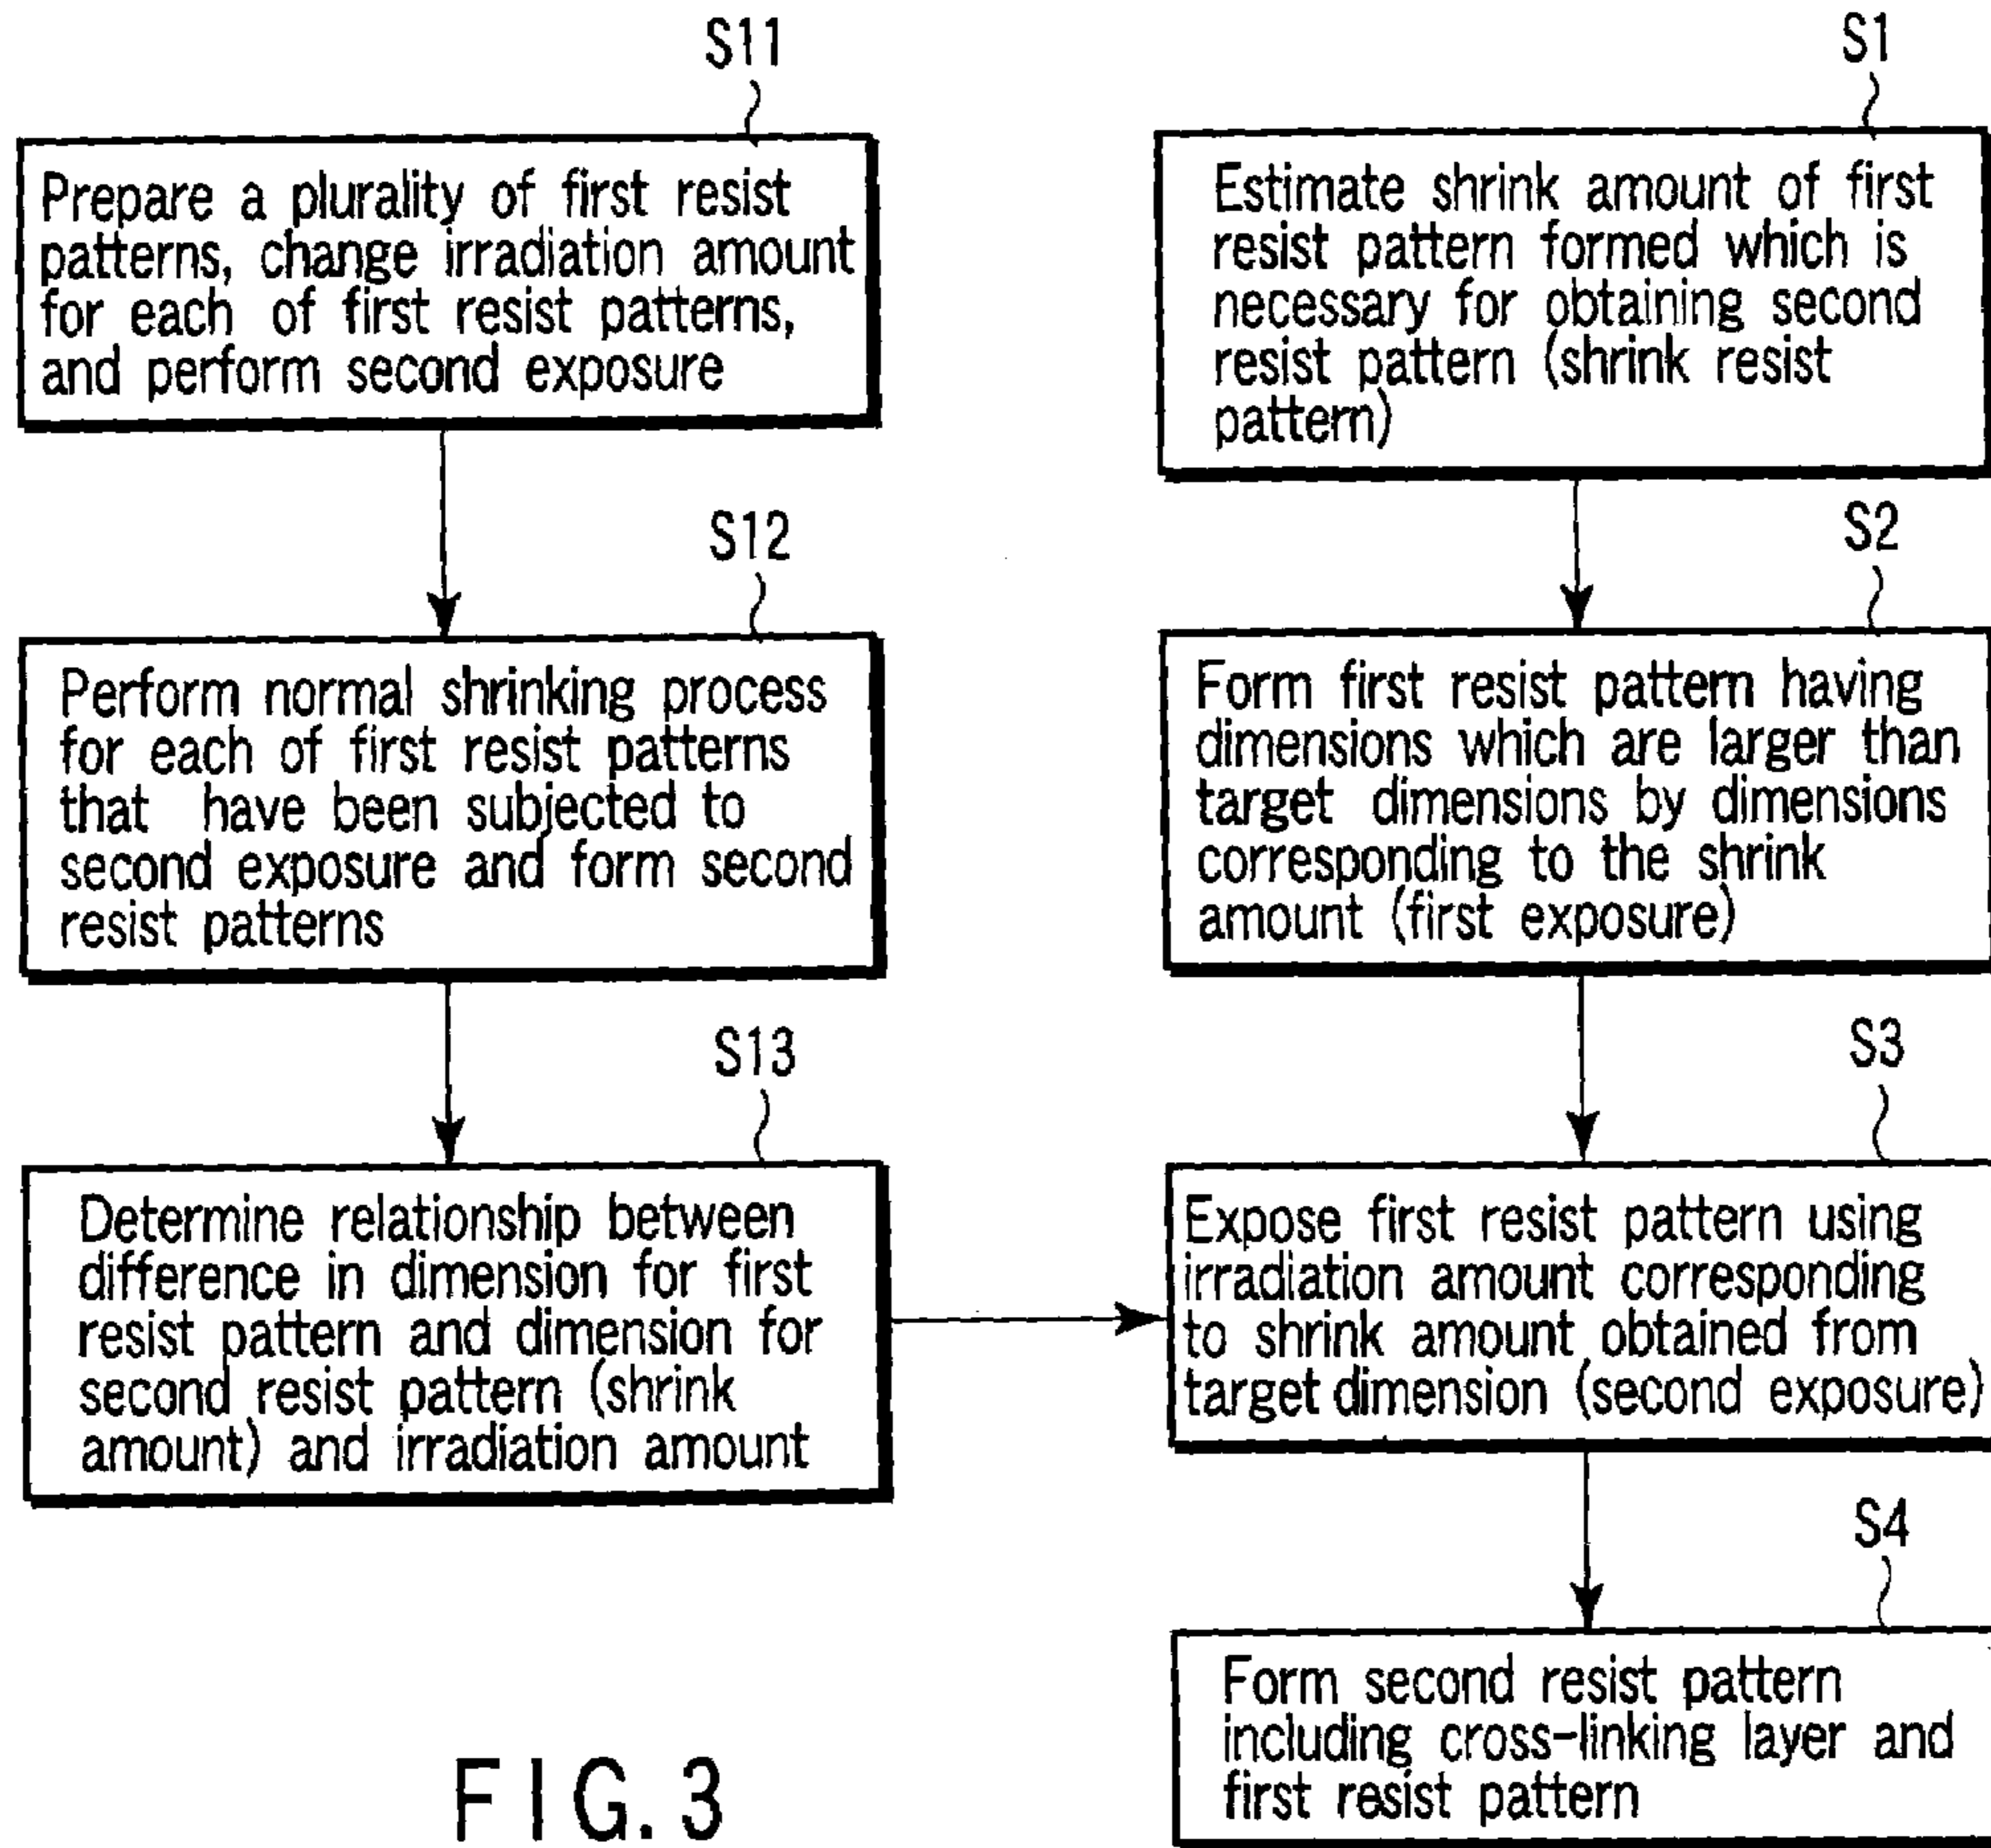 S11
Prepare a plurality of first resist
patterns, change irradiation amount
for each of first resist patterns,
and perform second exposure
S12
Perform normal shrinking process
for each of first resist patterns
that have been subjected to
second exposure and form second
resist patterns
S13
Determine relationship between
difference in dimension for first
resist pattern and dimension for
second resist pattern (shrink
amount) and irradiation amount
S1
Estimate shrink amount of first
resist pattern formed which is
necessary for obtaining second
resist pattern (shrink resist
pattern)
S2
Form first resist pattern having
dimensions which are larger than
target dimensions by dimensions
corresponding to the shrink
amount (first exposure)
S3
Expose first resist pattern using
irradiation amount corresponding
to shrink amount obtained from
target dimension (second exposure)
S4
Form second resist pattern
including cross-linking layer and
first resist pattern
FIG. 3